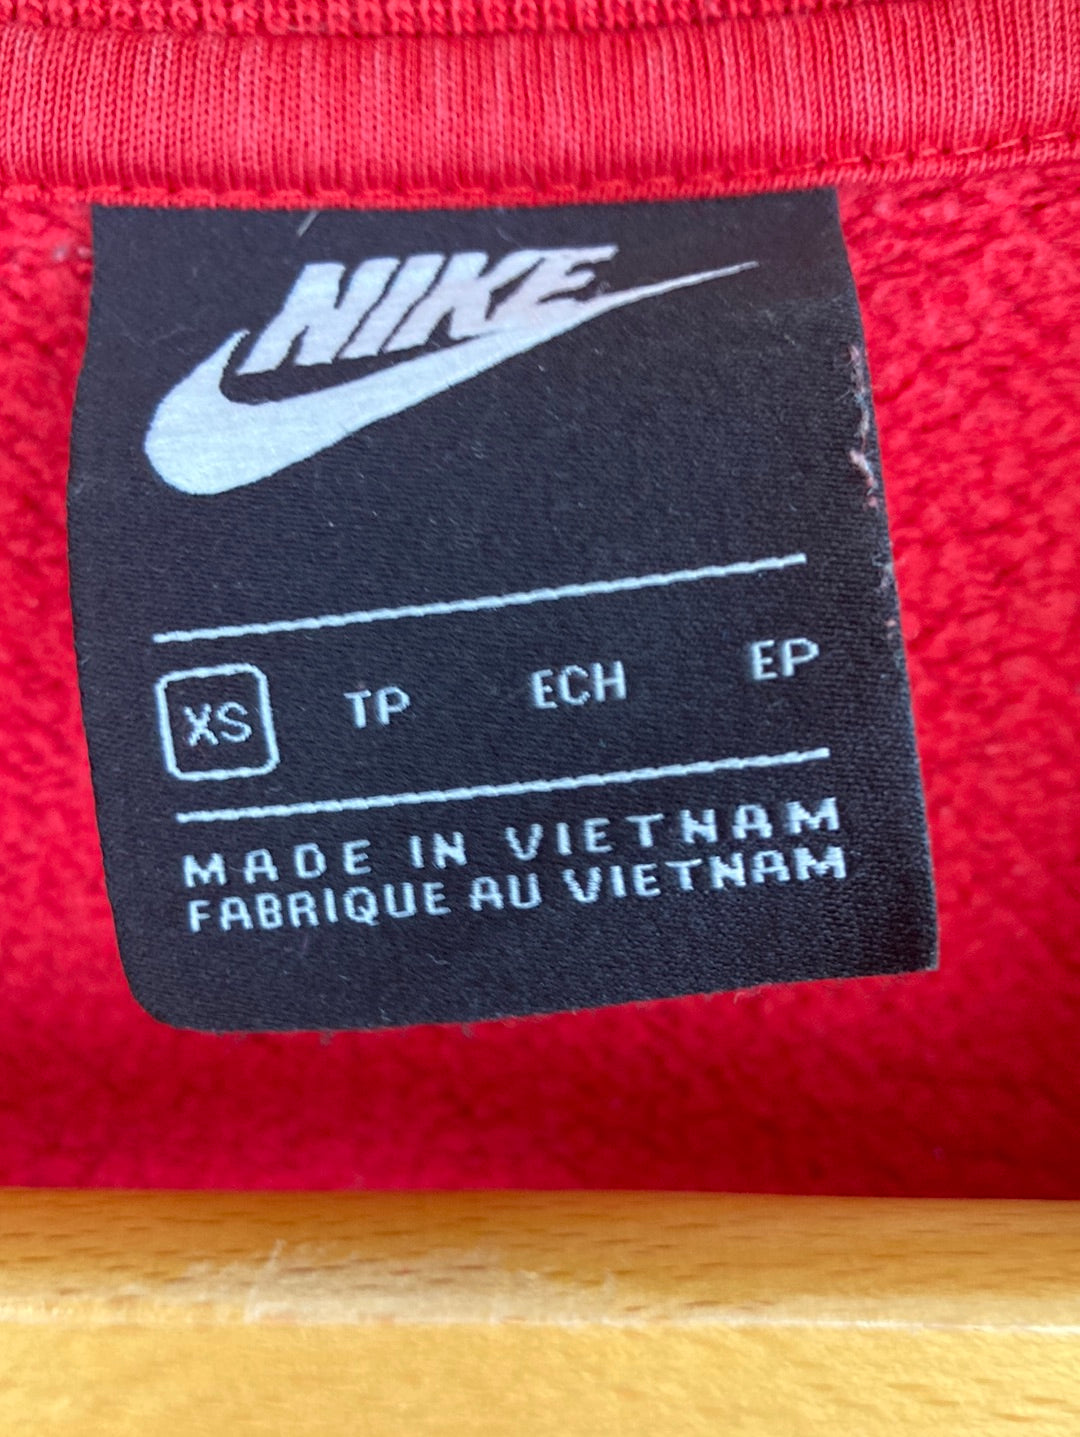 NIKE
XS TP ECH EP
MADE IN VIETNAM
FABRIQUE AU VIETNAM